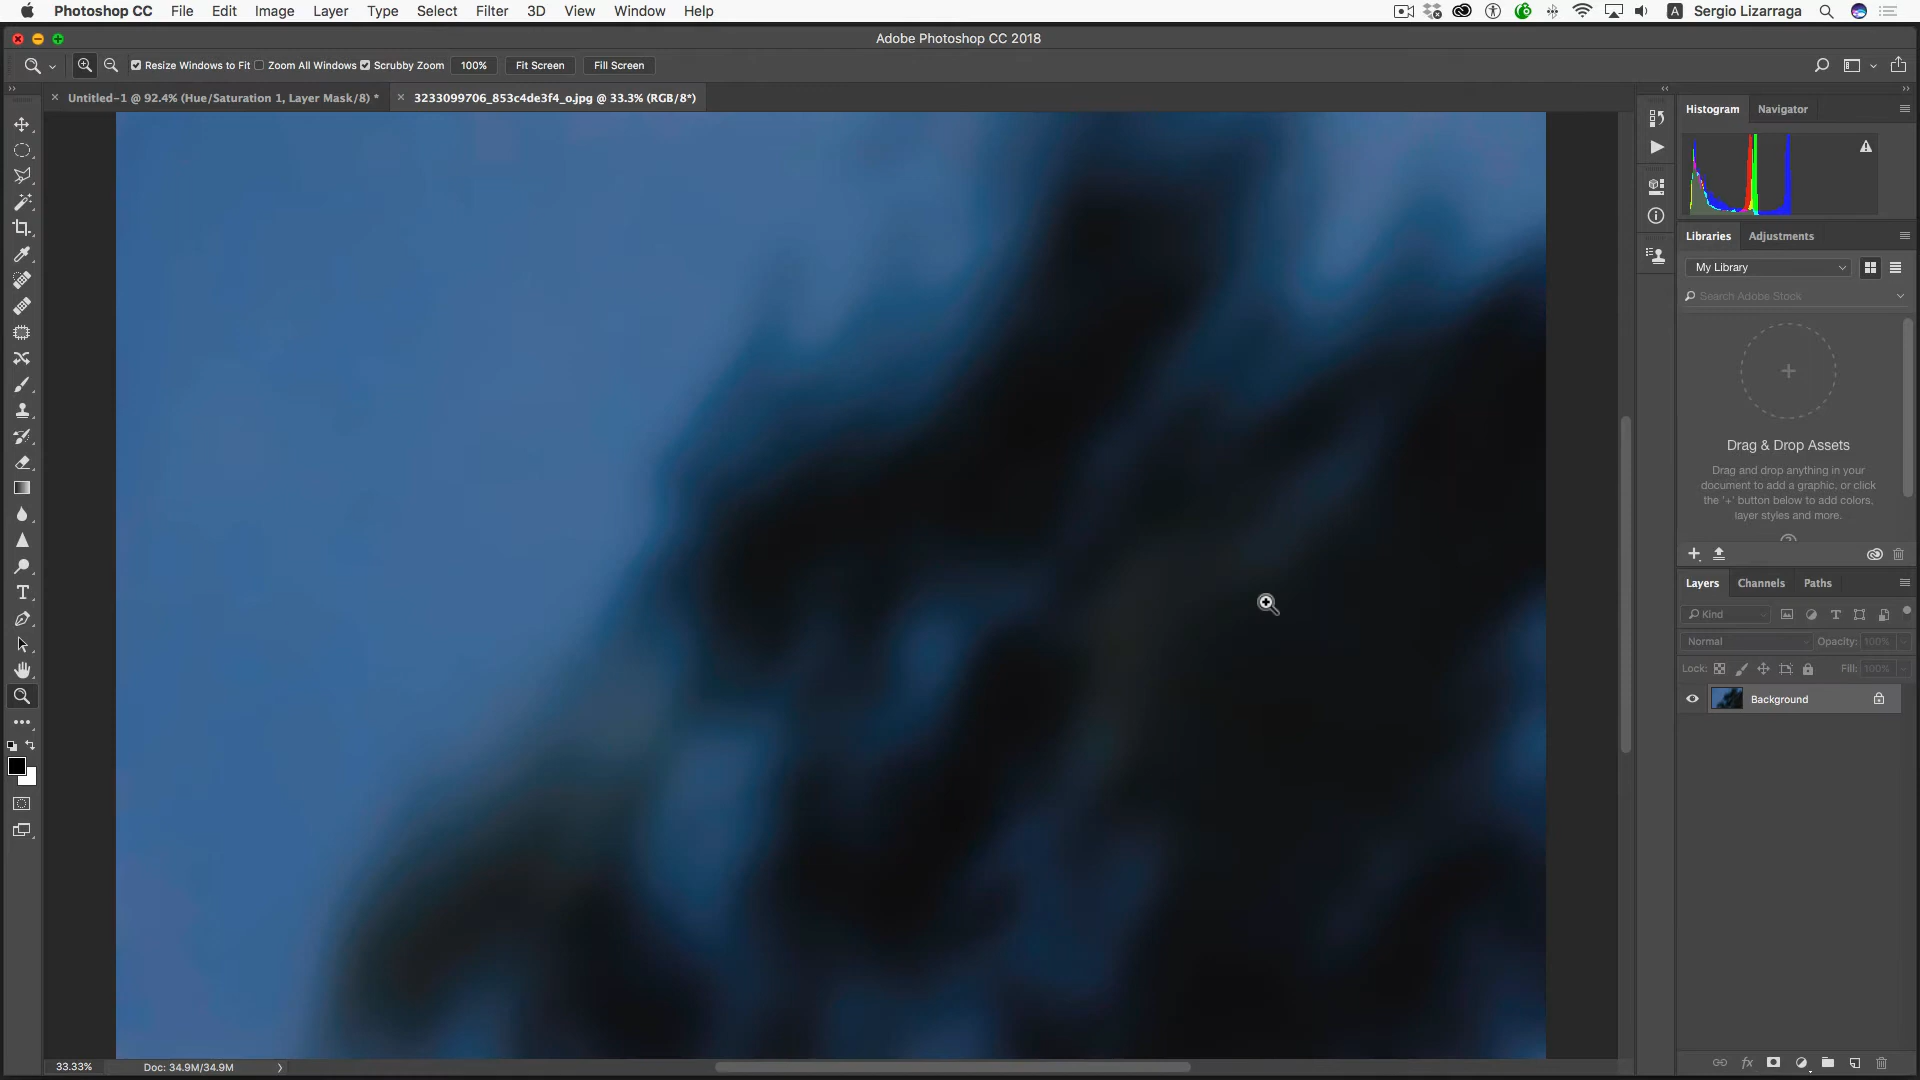 Photoshop CC File Edit Image Layer Type Select Filter 3D View Window Help A Sergio Lizarraga
Adobe Photoshop CC 2018
Resize Windows to Fit Zoom All Windows Scrubby Zoom 100% Fit Screen Fill Screen
Untitled-1 @ 92.4% (Hue/Saturation 1, Layer Mask/8) * 3233099706_853c4de3f4_o.jpg @ 33.3% (RGB/8*)
Histogram Navigator
Libraries Adjustments
My Library
Search Adobe Stock
Drag & Drop Assets
Drag and drop anything in your
document to add a graphic, or click
the '+' button below to add colors,
layer styles and more.
Layers Channels Paths
Kind
Normal Opacity: 100%
Lock: Fill: 100%
Background
fx
33.33% Doc: 34.9M/34.9M